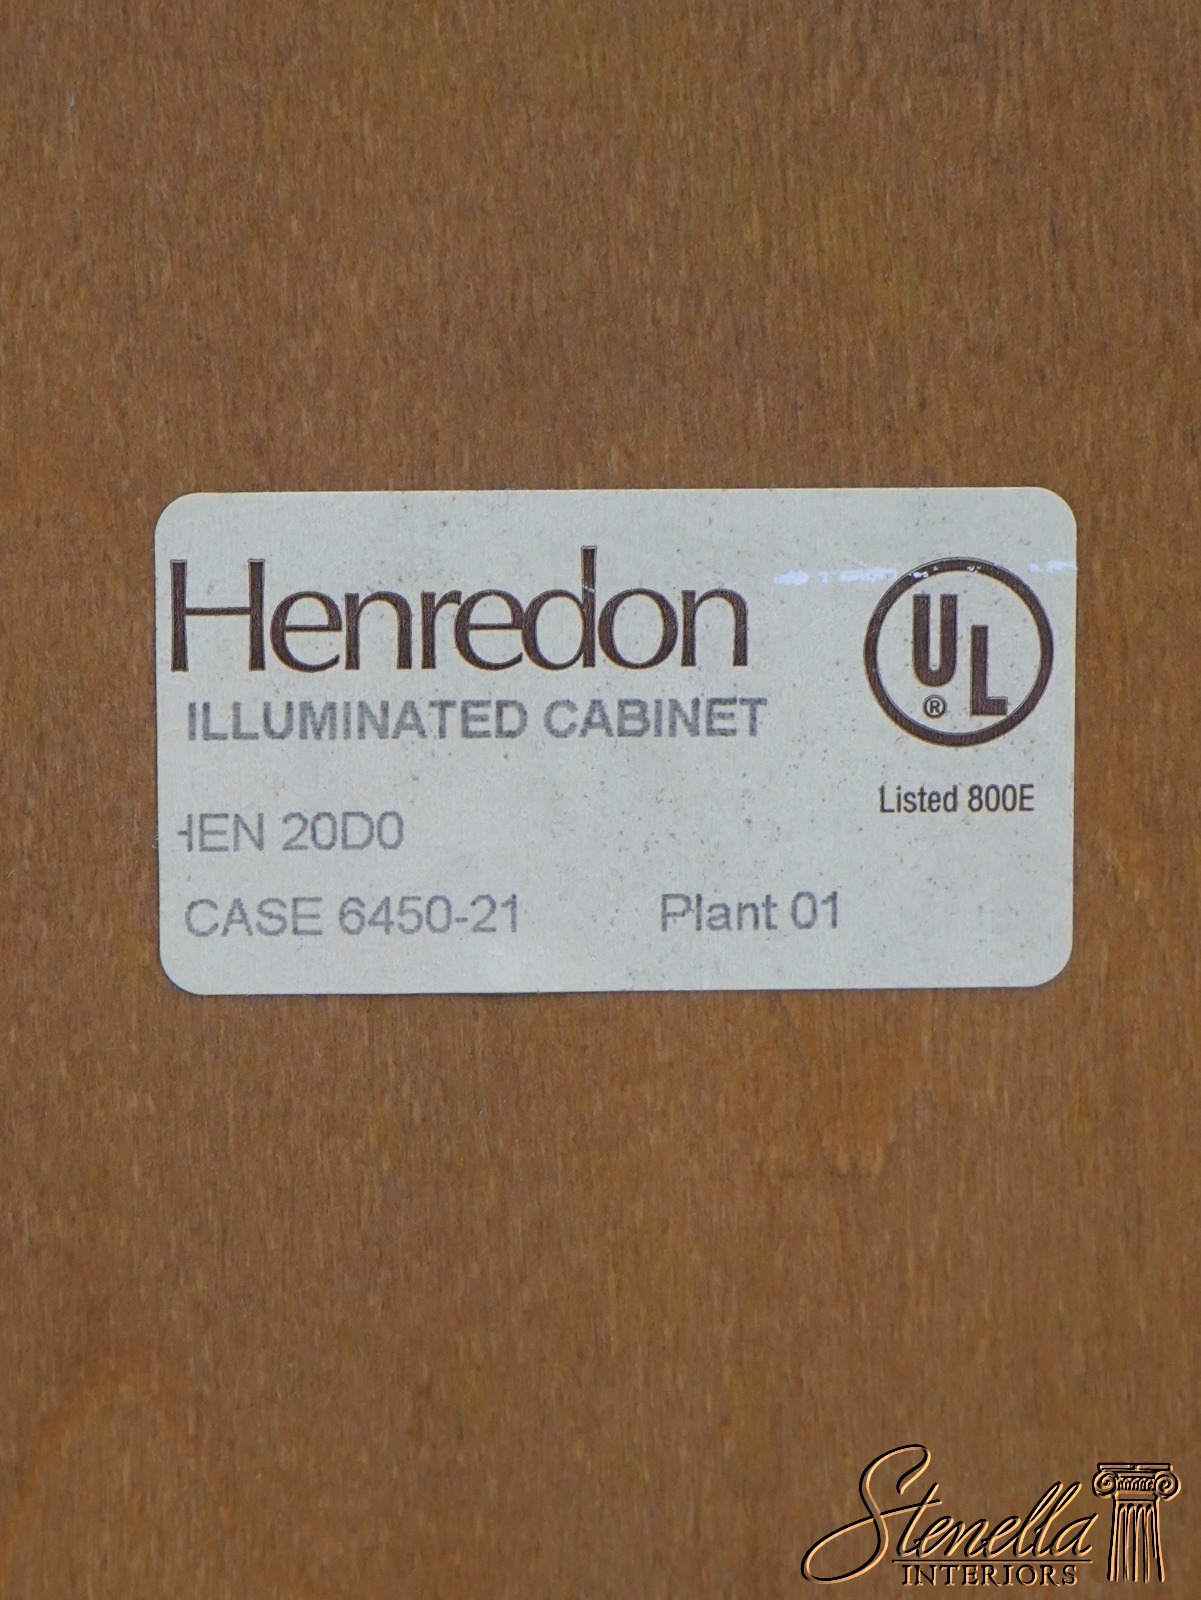 Henredon
ILLUMINATED CABINET
UL
®
Listed 800E
HEN 20D0
CASE 6450-21 Plant 01
Stenella
INTERIORS